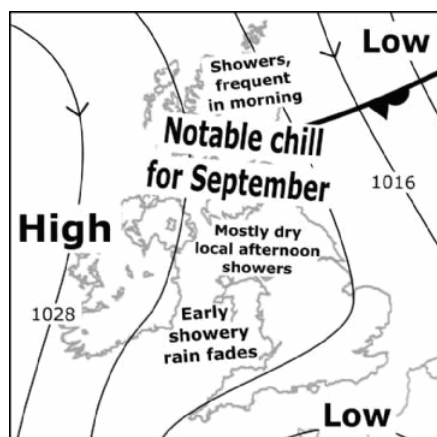 Low
Showers,
frequent
in morning
Notable chill
for September
1016
High
Mostly dry
local afternoon
showers
1028
Early
showery
rain fades
Low